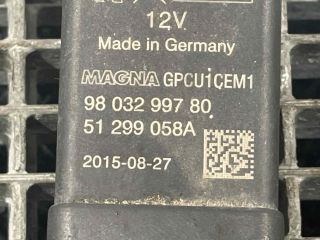 12V
Made in Germany
MAGNA GPCU1CEM1
98 032 997 80
51 299 058A
2015-08-27